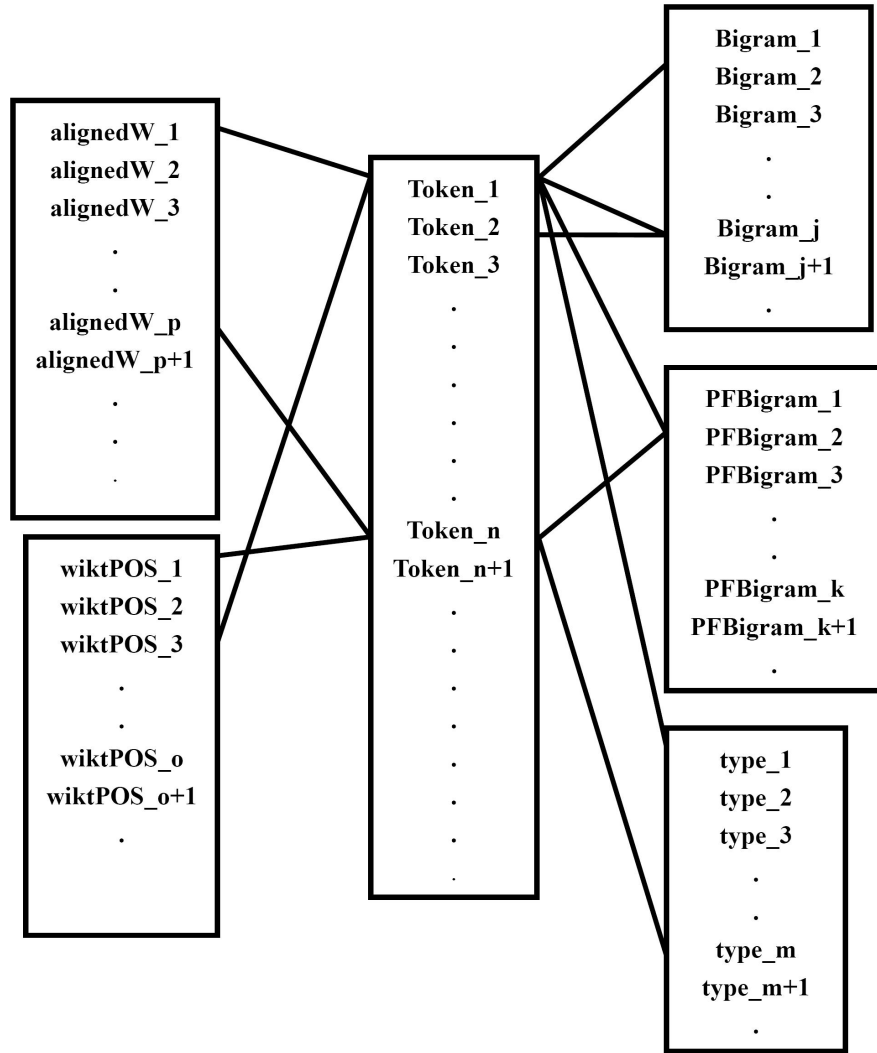 alignedW_1
alignedW_2
alignedW_3
.
.
alignedW_p
alignedW_p+1
.
.
.
wiktPOS_1
wiktPOS_2
wiktPOS_3
.
.
wiktPOS_o
wiktPOS_o+1
.
Token_1
Token_2
Token_3
.
.
.
.
.
.
Token_n
Token_n+1
.
.
.
.
.
.
.
.
Bigram_1
Bigram_2
Bigram_3
.
.
Bigram_j
Bigram_j+1
.
PFBigram_1
PFBigram_2
PFBigram_3
.
.
PFBigram_k
PFBigram_k+1
.
type_1
type_2
type_3
.
.
type_m
type_m+1
.